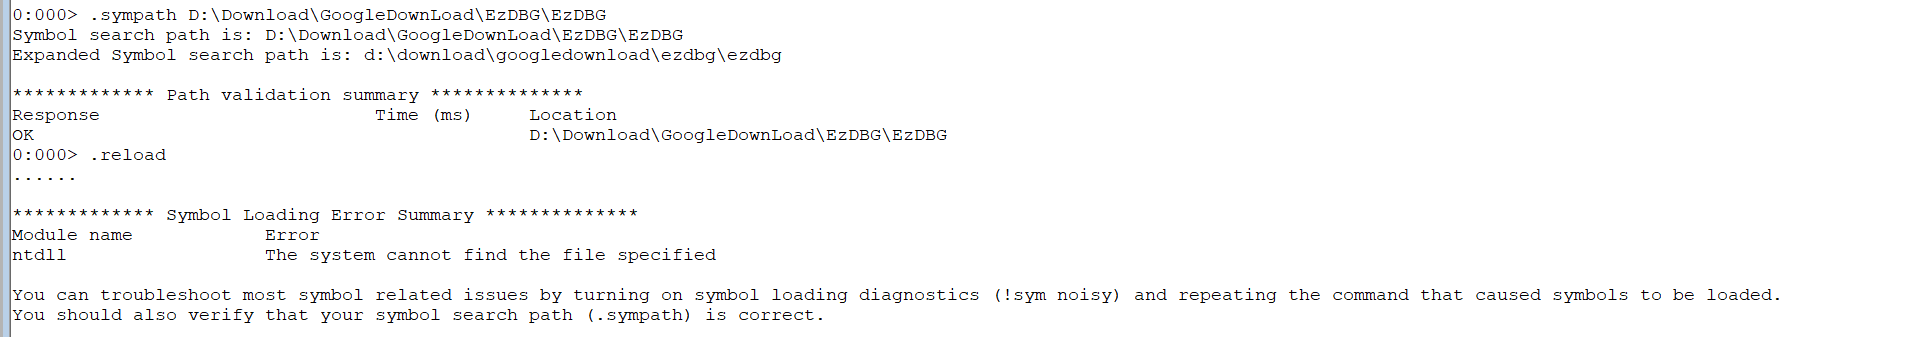 0:000> .sympath D:\Download\GoogleDownLoad\EzDBG\EzDBG
Symbol search path is: D:\Download\GoogleDownLoad\EzDBG\EzDBG
Expanded Symbol search path is: d:\download\googledownload\ezdbg\ezdbg
************* Path validation summary **************
Response                         Time (ms)     Location
OK                                             D:\Download\GoogleDownLoad\EzDBG\EzDBG
0:000> .reload
......
************* Symbol Loading Error Summary **************
Module name            Error
ntdll                  The system cannot find the file specified
You can troubleshoot most symbol related issues by turning on symbol loading diagnostics (!sym noisy) and repeating the command that caused symbols to be loaded.
You should also verify that your symbol search path (.sympath) is correct.